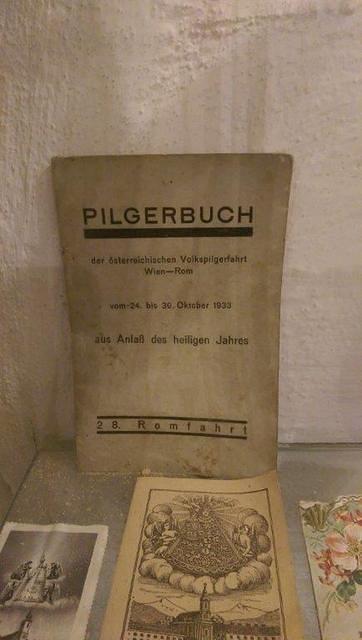 PILGERBUCH
der österreichischen Volkspilgerfahrt
Wien—Rom
vom 24. bis 30. Oktober 1933
aus Anlaß des heiligen Jahres
28. Romfahrt